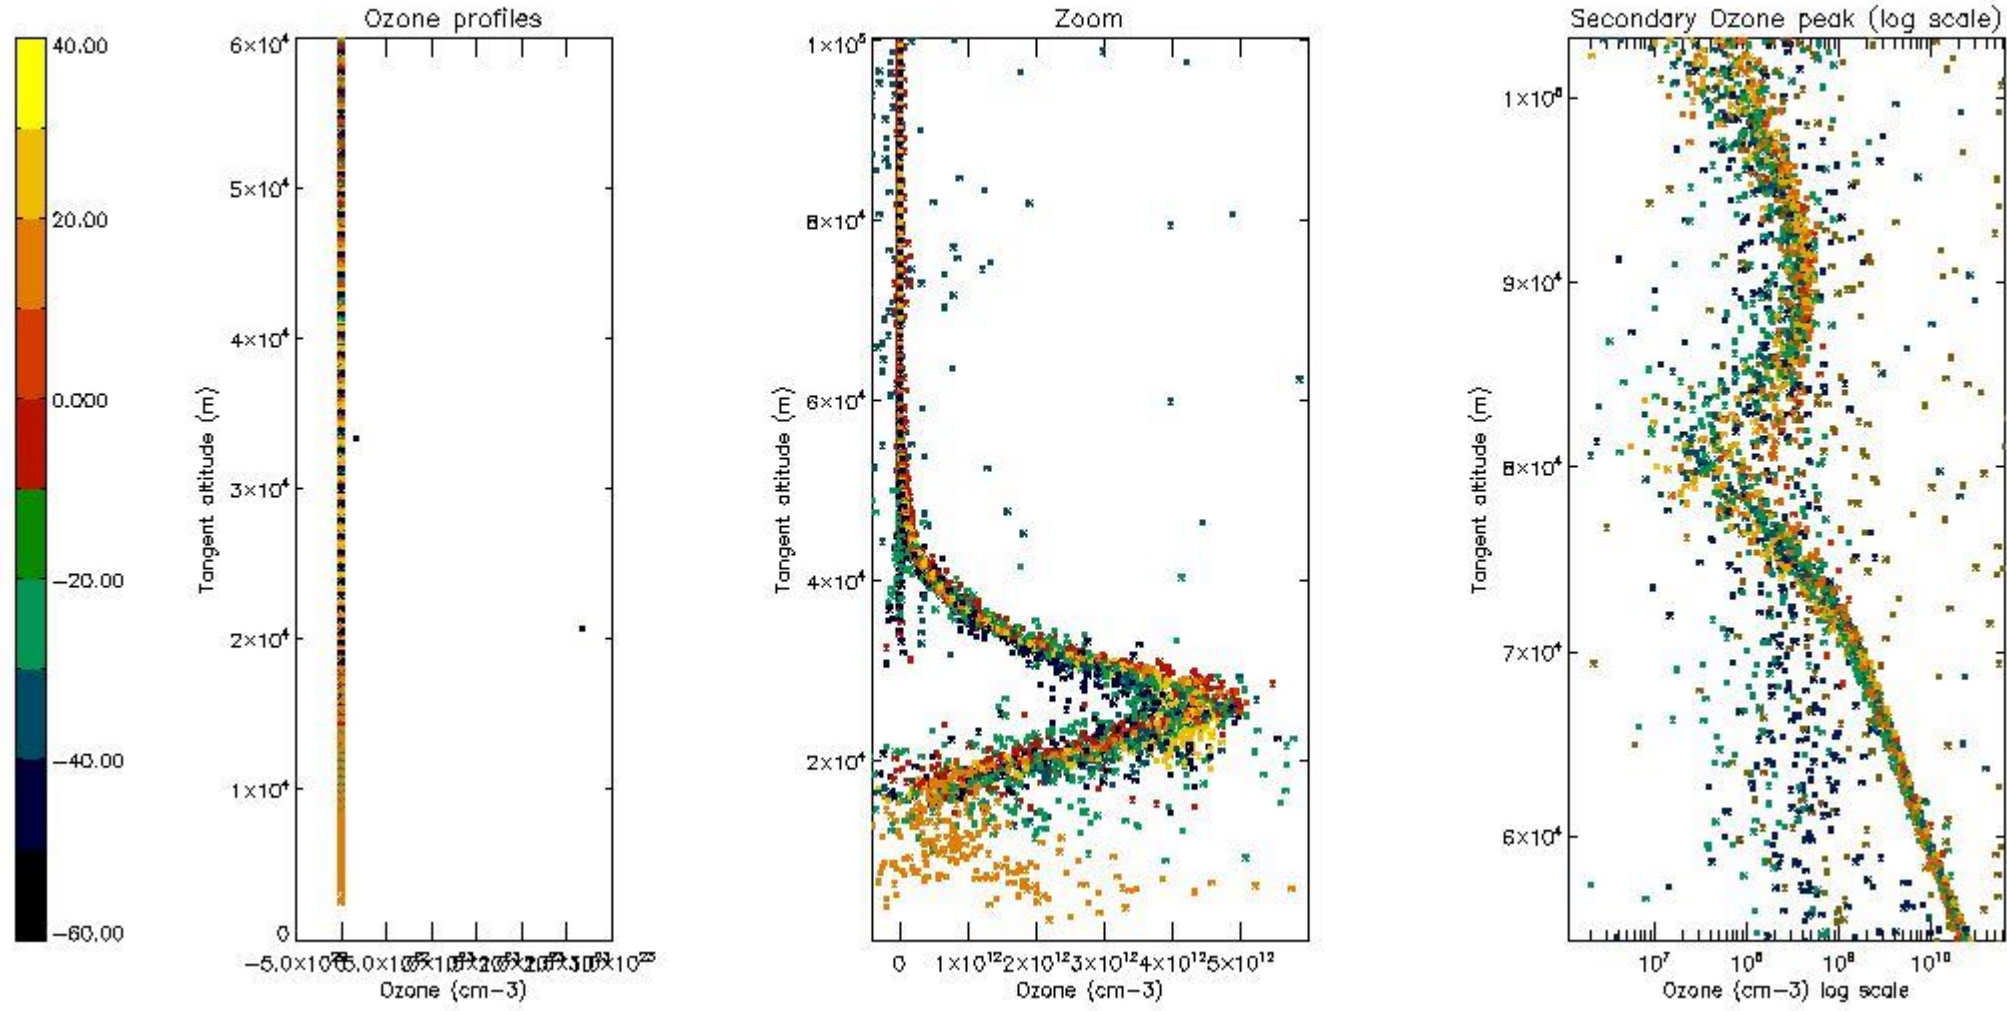 Ozone profiles
Zoom
Secondary Ozone peak (log scale)
40.00
20.00
0.000
−20.00
−40.00
−60.00
6×10⁴
5×10⁴
4×10⁴
3×10⁴
2×10⁴
1×10⁴
0
Tangent altitude (m)
Ozone (cm−3)
1×10⁵
8×10⁴
6×10⁴
4×10⁴
2×10⁴
Tangent altitude (m)
0 1×10¹² 2×10¹² 3×10¹² 4×10¹² 5×10¹²
Ozone (cm−3)
1×10⁵
9×10⁴
8×10⁴
7×10⁴
6×10⁴
Tangent altitude (m)
10⁷ 10⁸ 10⁹ 10¹⁰
Ozone (cm−3) log scale